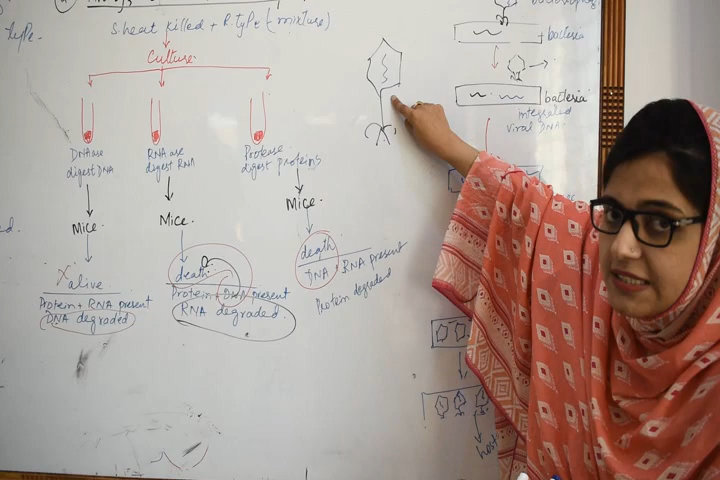 type.
S heat killed + R type (mixture)
Culture
DNAase
digest DNA
RNA ase
digest RNA
Protease
digest proteins
Mice.
Mice.
Mice.
alive
Protein + RNA present
DNA degraded
death
Protein + DNA present
RNA degraded.
death
DNA + RNA present
Protein degraded
+ bacteria
bacteria
integrated
viral DNA
host